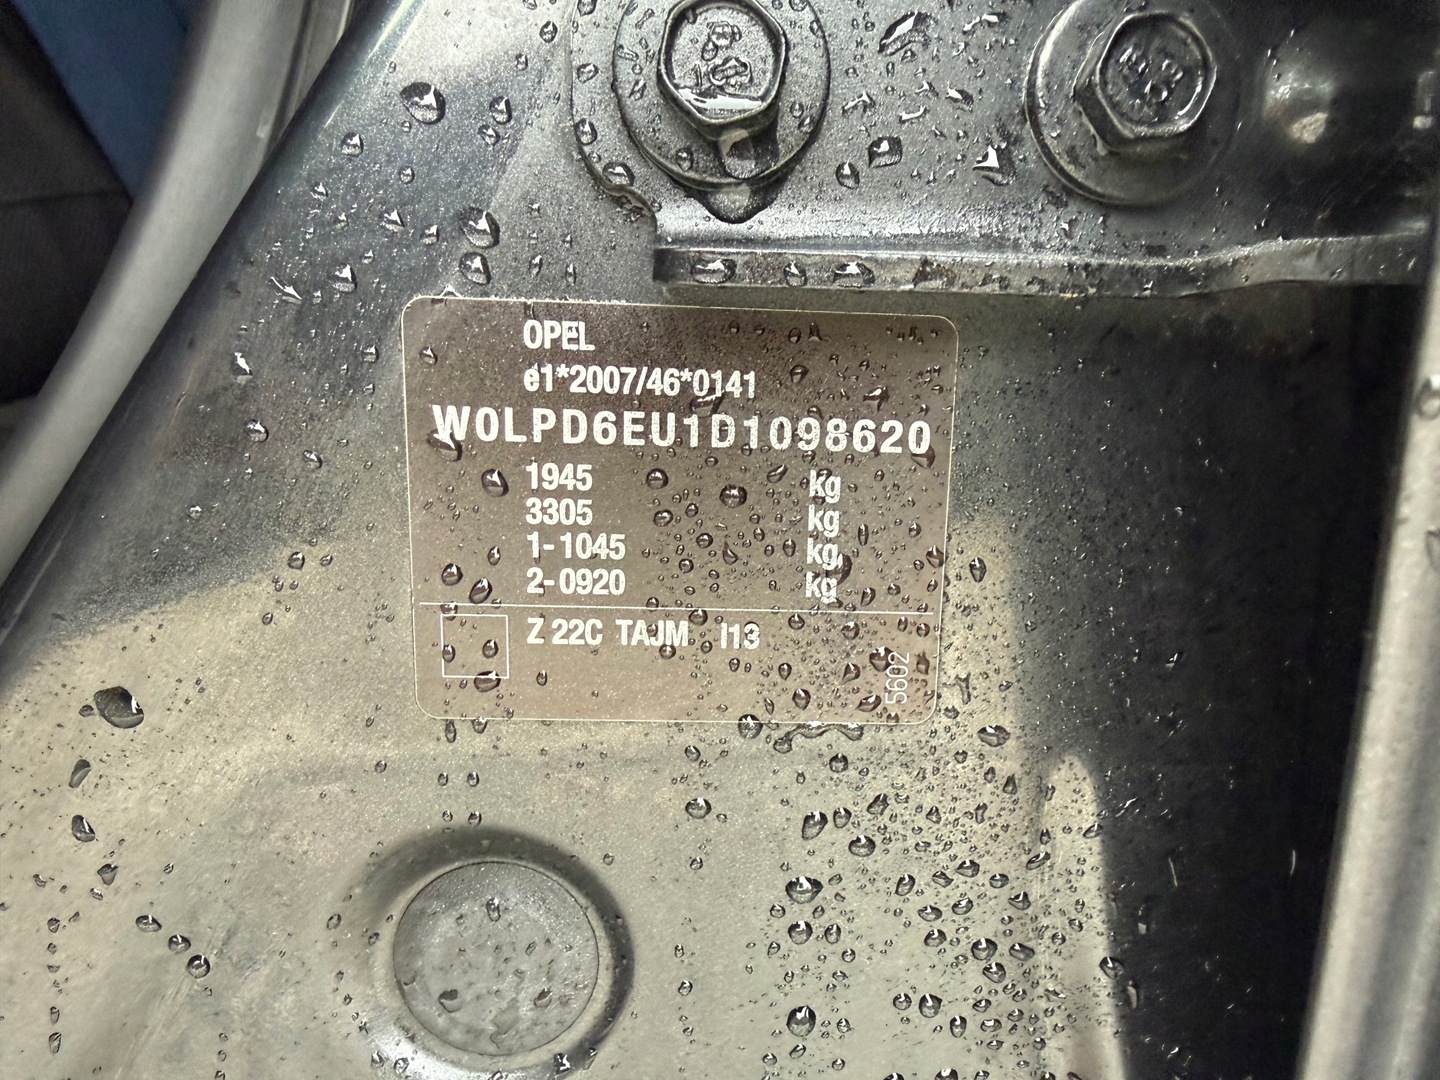 OPEL
e1*2007/46*0141
W0LPD6EU1D1098620
1945 kg
3305 kg
1-1045 kg
2-0920 kg
Z 22C TAJM I13
5602